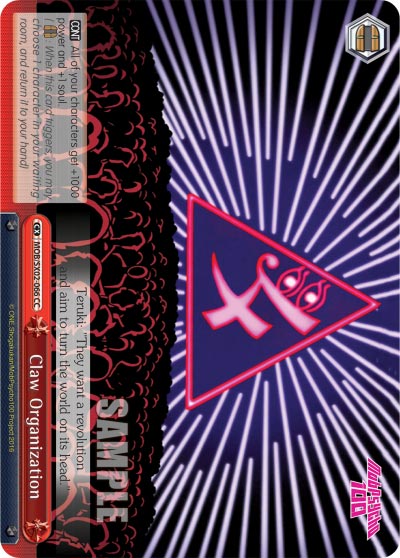 [CONT] All of your characters get +1000
power and +1 soul.
( : When this card triggers, you may
choose 1 character in your waiting
room, and return it to your hand)
Teruki: "They want a revolution
and aim to turn the world on its head."
SAMPLE
CX MOB/SX02-066 CC
Claw Organization
©ONE,Shogakukan/MobPsycho100 Project 2016
Mob Psycho
100